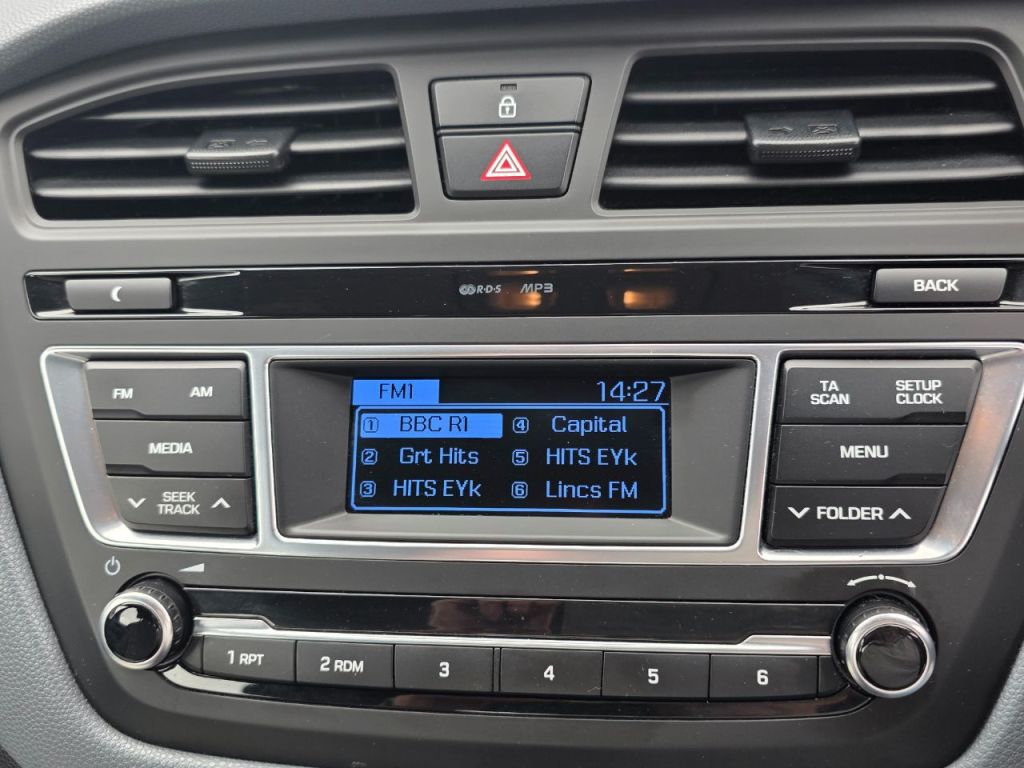 R·D·S MP3
BACK
FM AM
MEDIA
SEEK
TRACK
FM1 14:27
1 BBC R1 4 Capital
2 Grt Hits 5 HITS EYk
3 HITS EYk 6 Lincs FM
TA
SCAN
SETUP
CLOCK
MENU
FOLDER
1 RPT 2 RDM 3 4 5 6